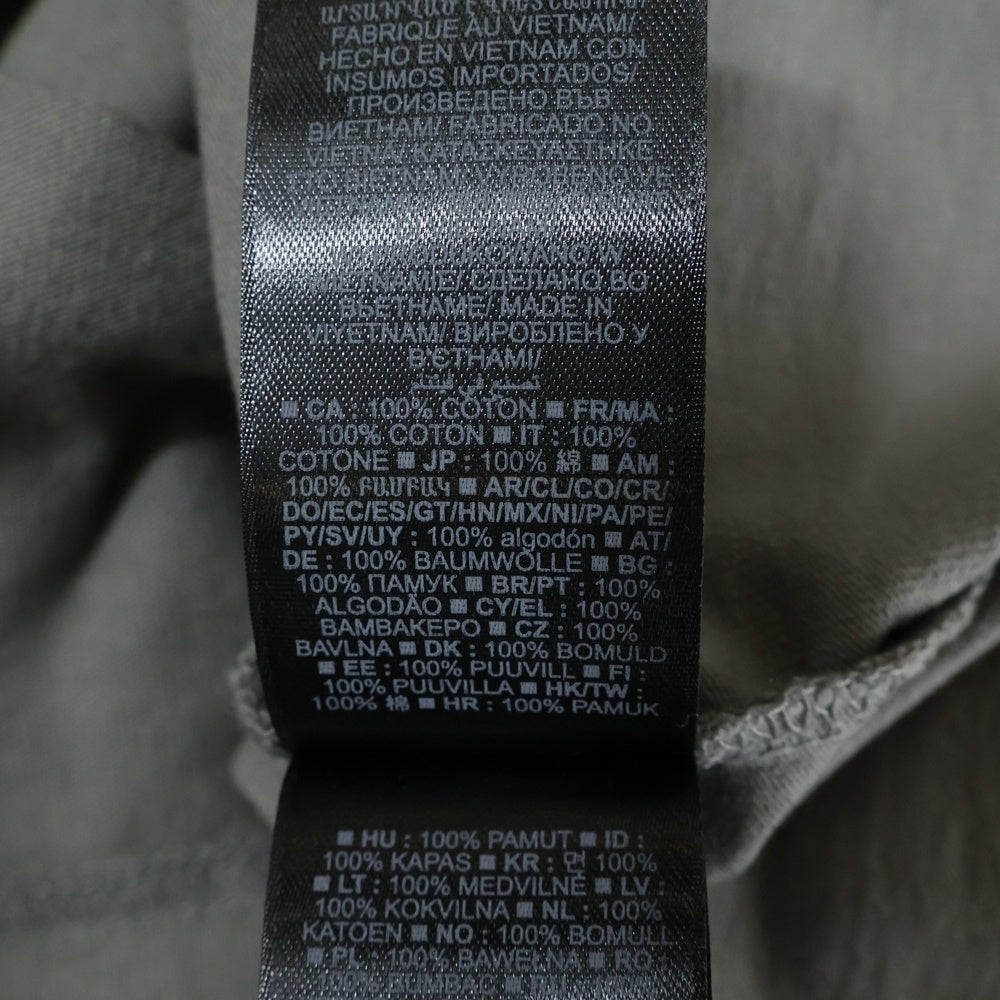 FABRIQUE AU VIETNAM/
HECHO EN VIETNAM CON
INSUMOS IMPORTADOS/
ПРОИЗВЕДЕНО ВЪВ
ВИЕТНАМ/ FABRICADO NO
VIETNAM, VYROBENO VE
VIETNAMIE/ СДЕЛАНО ВО
ВЬЕТНАМЕ/ MADE IN
VIYETNAM/ ВИРОБЛЕНО У
В'ЄТНАМІ/
■ CA : 100% COTON ■ FR/MA :
100% COTON ■ IT : 100%
COTONE ■ JP : 100% 綿 ■ AM :
100% ԲԱՄԲԱԿ ■ AR/CL/CO/CR/
DO/EC/ES/GT/HN/MX/NI/PA/PE/
PY/SV/UY : 100% algodón ■ AT/
DE : 100% BAUMWOLLE ■ BG :
100% ПАМУК ■ BR/PT : 100%
ALGODÃO ■ CY/EL : 100%
ΒΑΜΒΑΚΕΡΟ ■ CZ : 100%
BAVLNA ■ DK : 100% BOMULD
■ EE : 100% PUUVILL ■ FI :
100% PUUVILLA ■ HK/TW :
100% 棉 ■ HR : 100% PAMUK
■ HU : 100% PAMUT ■ ID :
100% KAPAS ■ KR : 면 100%
■ LT : 100% MEDVILNĖ ■ LV :
100% KOKVILNA ■ NL : 100%
KATOEN ■ NO : 100% BOMULL
■ PL : 100% BAWEŁNA ■ RO :
100% BUMBAC